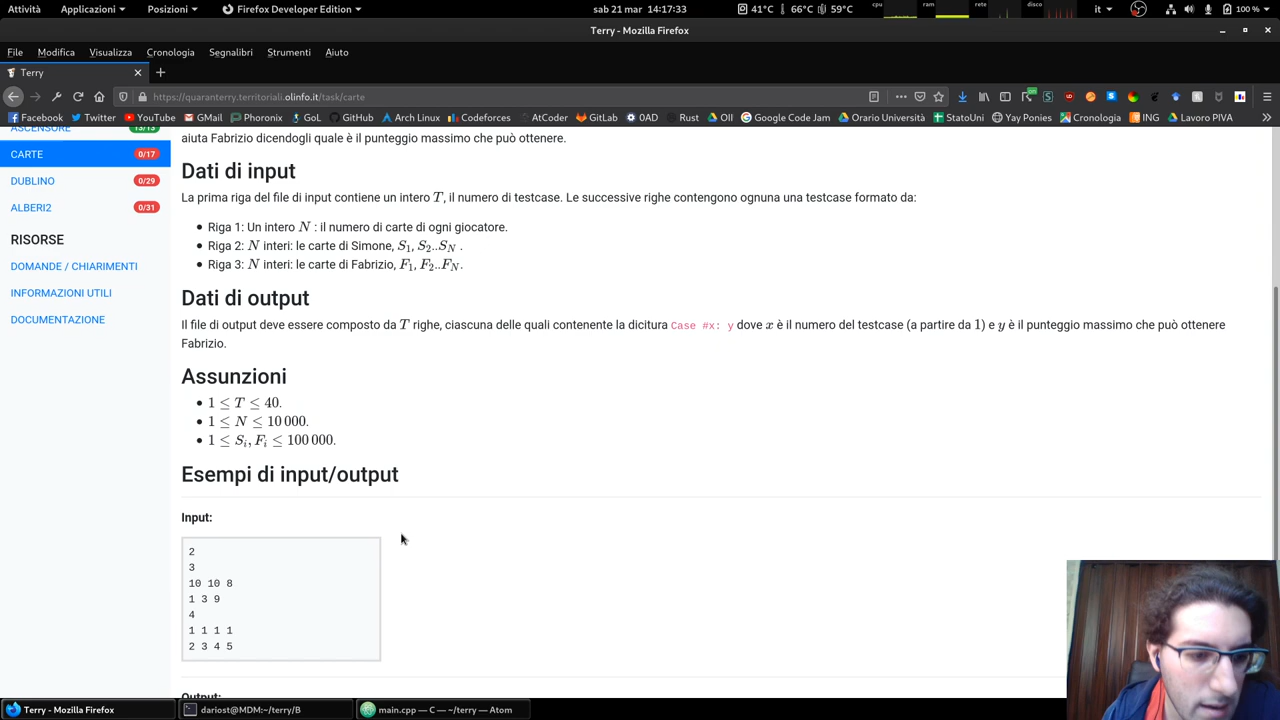 Attività Applicazioni Posizioni Firefox Developer Edition sab 21 mar 14:17:33 cpu ram rete disco 41°C 66°C 59°C it 100 %
Terry - Mozilla Firefox
File Modifica Visualizza Cronologia Segnalibri Strumenti Aiuto
Terry
https://quaranterry.territoriali.olinfo.it/task/carte
Facebook Twitter YouTube GMail Phoronix GoL GitHub Arch Linux Codeforces AtCoder GitLab 0AD Rust OII Google Code Jam Orario Università StatoUni Yay Ponies Cronologia ING Lavoro PIVA
ASCENSORE 13/13
CARTE 0/17
DUBLINO 0/29
ALBERI2 0/31
RISORSE
DOMANDE / CHIARIMENTI
INFORMAZIONI UTILI
DOCUMENTAZIONE
aiuta Fabrizio dicendogli quale è il punteggio massimo che può ottenere.
Dati di input
La prima riga del file di input contiene un intero T, il numero di testcase. Le successive righe contengono ognuna una testcase formato da:
• Riga 1: Un intero N : il numero di carte di ogni giocatore.
• Riga 2: N interi: le carte di Simone, S1, S2..SN .
• Riga 3: N interi: le carte di Fabrizio, F1, F2..FN.
Dati di output
Il file di output deve essere composto da T righe, ciascuna delle quali contenente la dicitura Case #x: y dove x è il numero del testcase (a partire da 1) e y è il punteggio massimo che può ottenere
Fabrizio.
Assunzioni
• 1 ≤ T ≤ 40.
• 1 ≤ N ≤ 10 000.
• 1 ≤ Si, Fi ≤ 100 000.
Esempi di input/output
Input:
2
3
10 10 8
1 3 9
4
1 1 1 1
2 3 4 5
Output:
Terry - Mozilla Firefox dariost@MDM:~/terry/B main.cpp — C — ~/terry — Atom